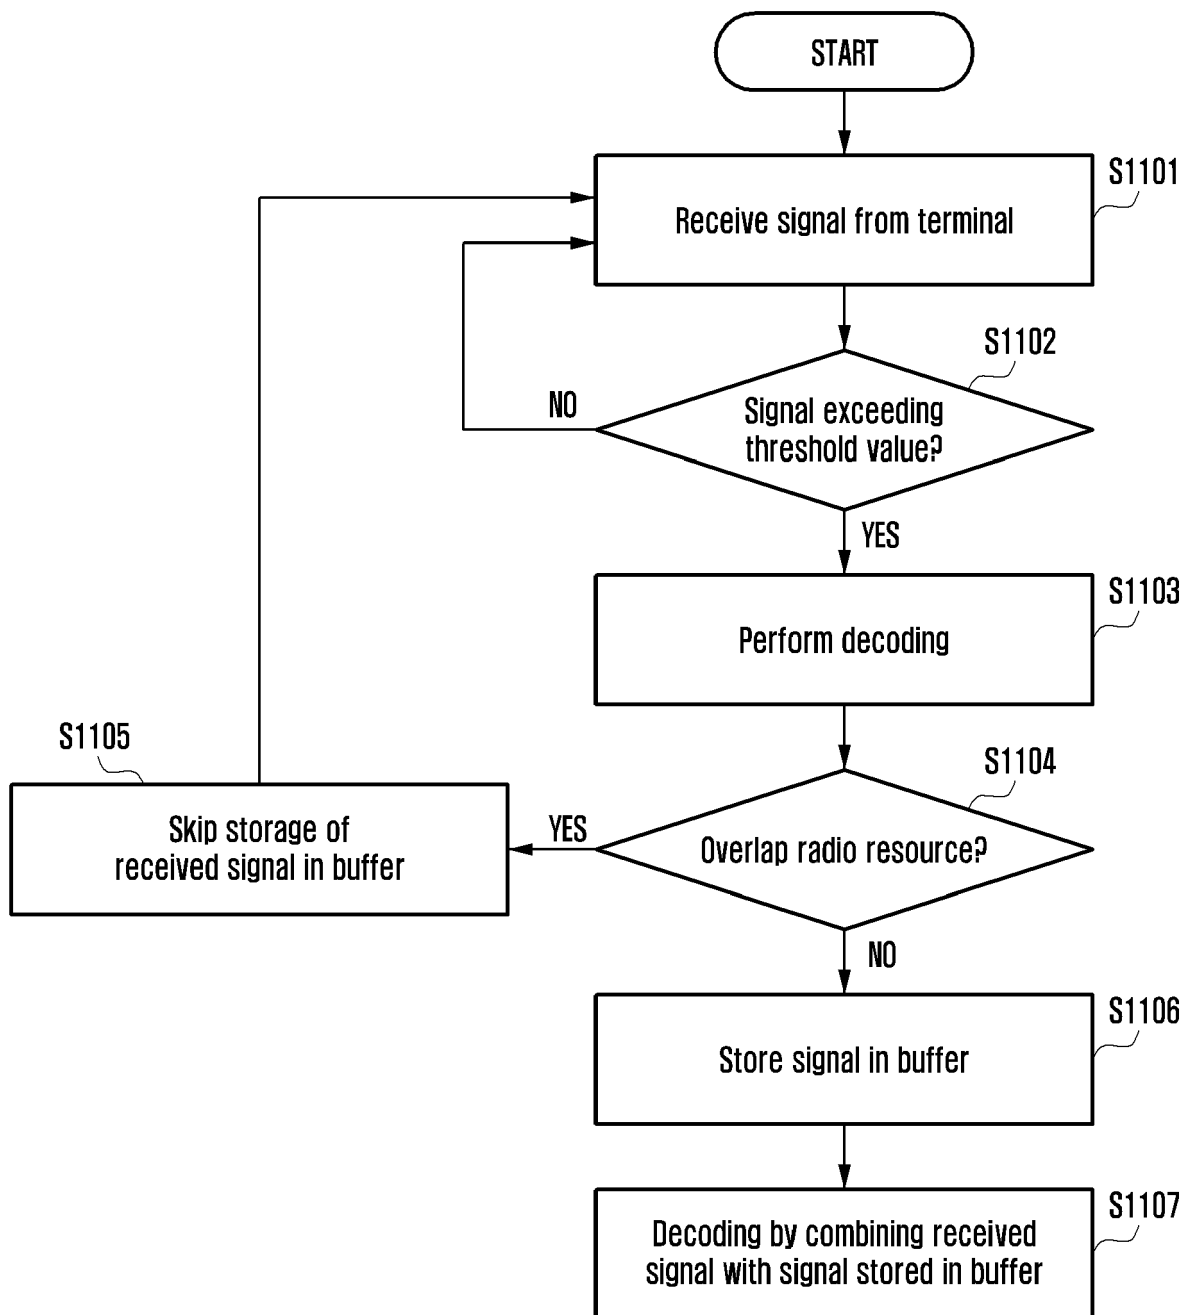 START
S1101
Receive signal from terminal
S1102
NO
Signal exceeding
threshold value?
YES
S1103
Perform decoding
S1105
S1104
Skip storage of
received signal in buffer
YES
Overlap radio resource?
NO
S1106
Store signal in buffer
S1107
Decoding by combining received
signal with signal stored in buffer